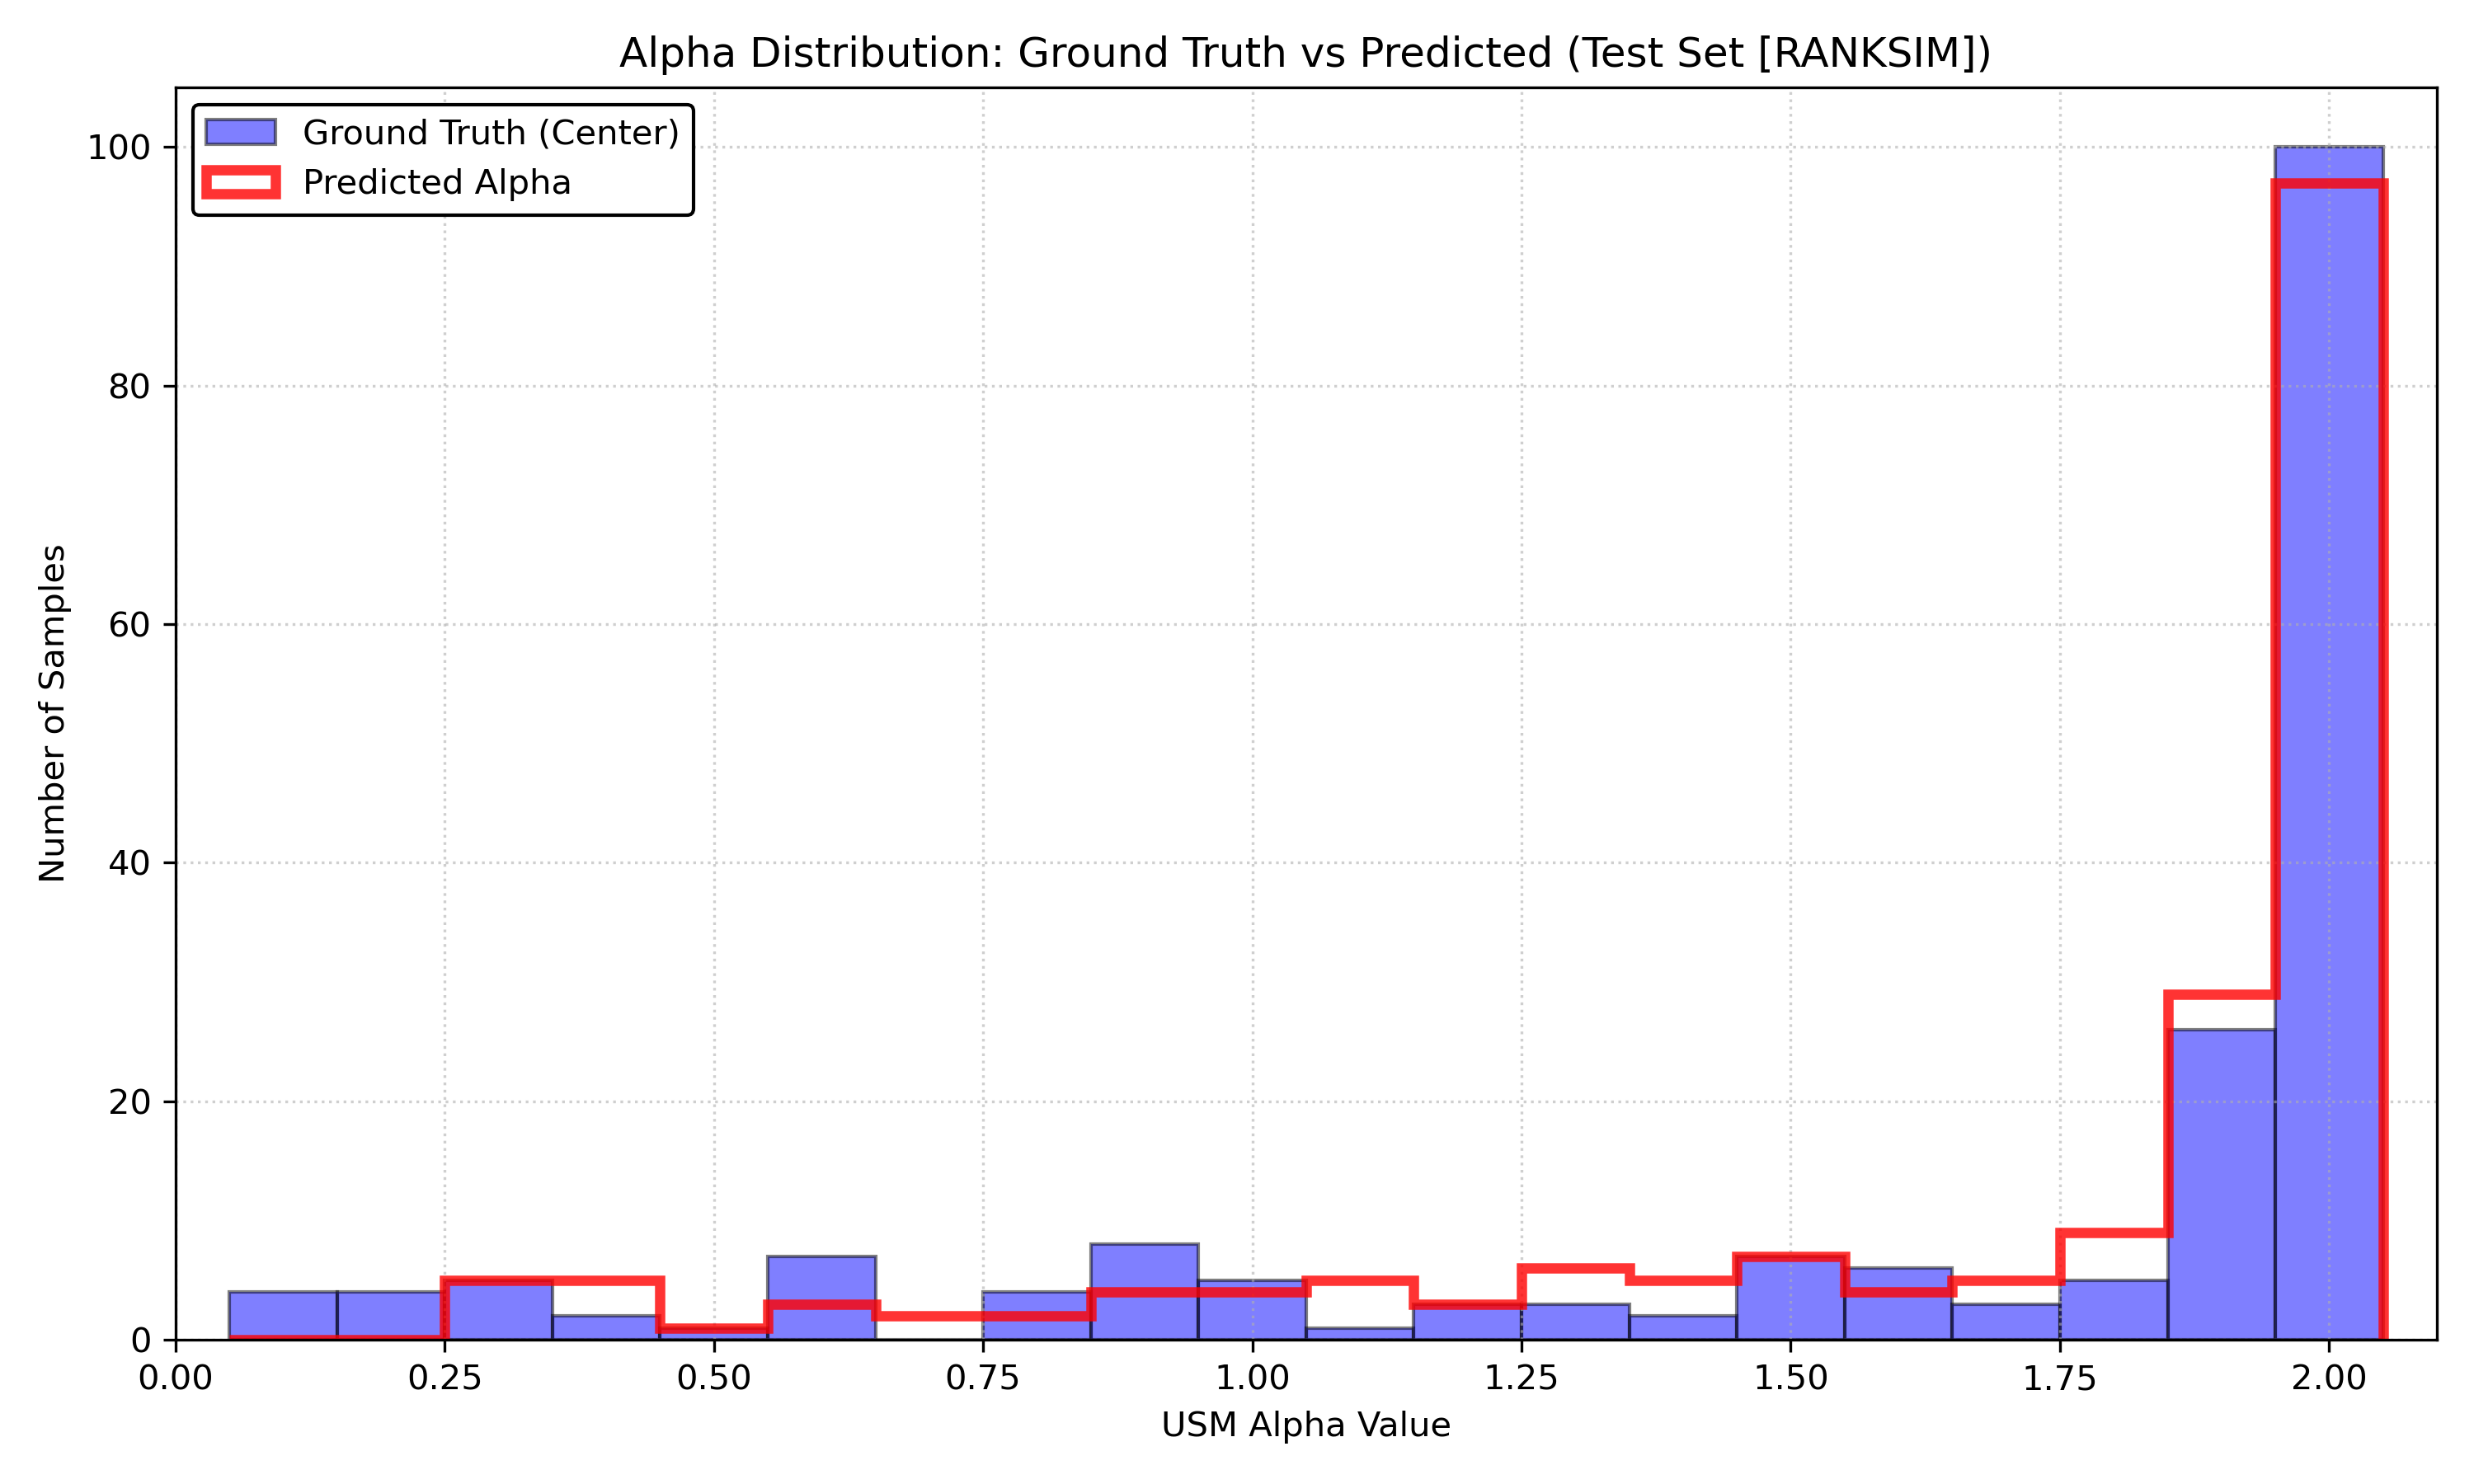 Alpha Distribution: Ground Truth vs Predicted (Test Set [RANKSIM])
Ground Truth (Center)
Predicted Alpha
100
80
60
40
20
0
Number of Samples
0.00 0.25 0.50 0.75 1.00 1.25 1.50 1.75 2.00
USM Alpha Value